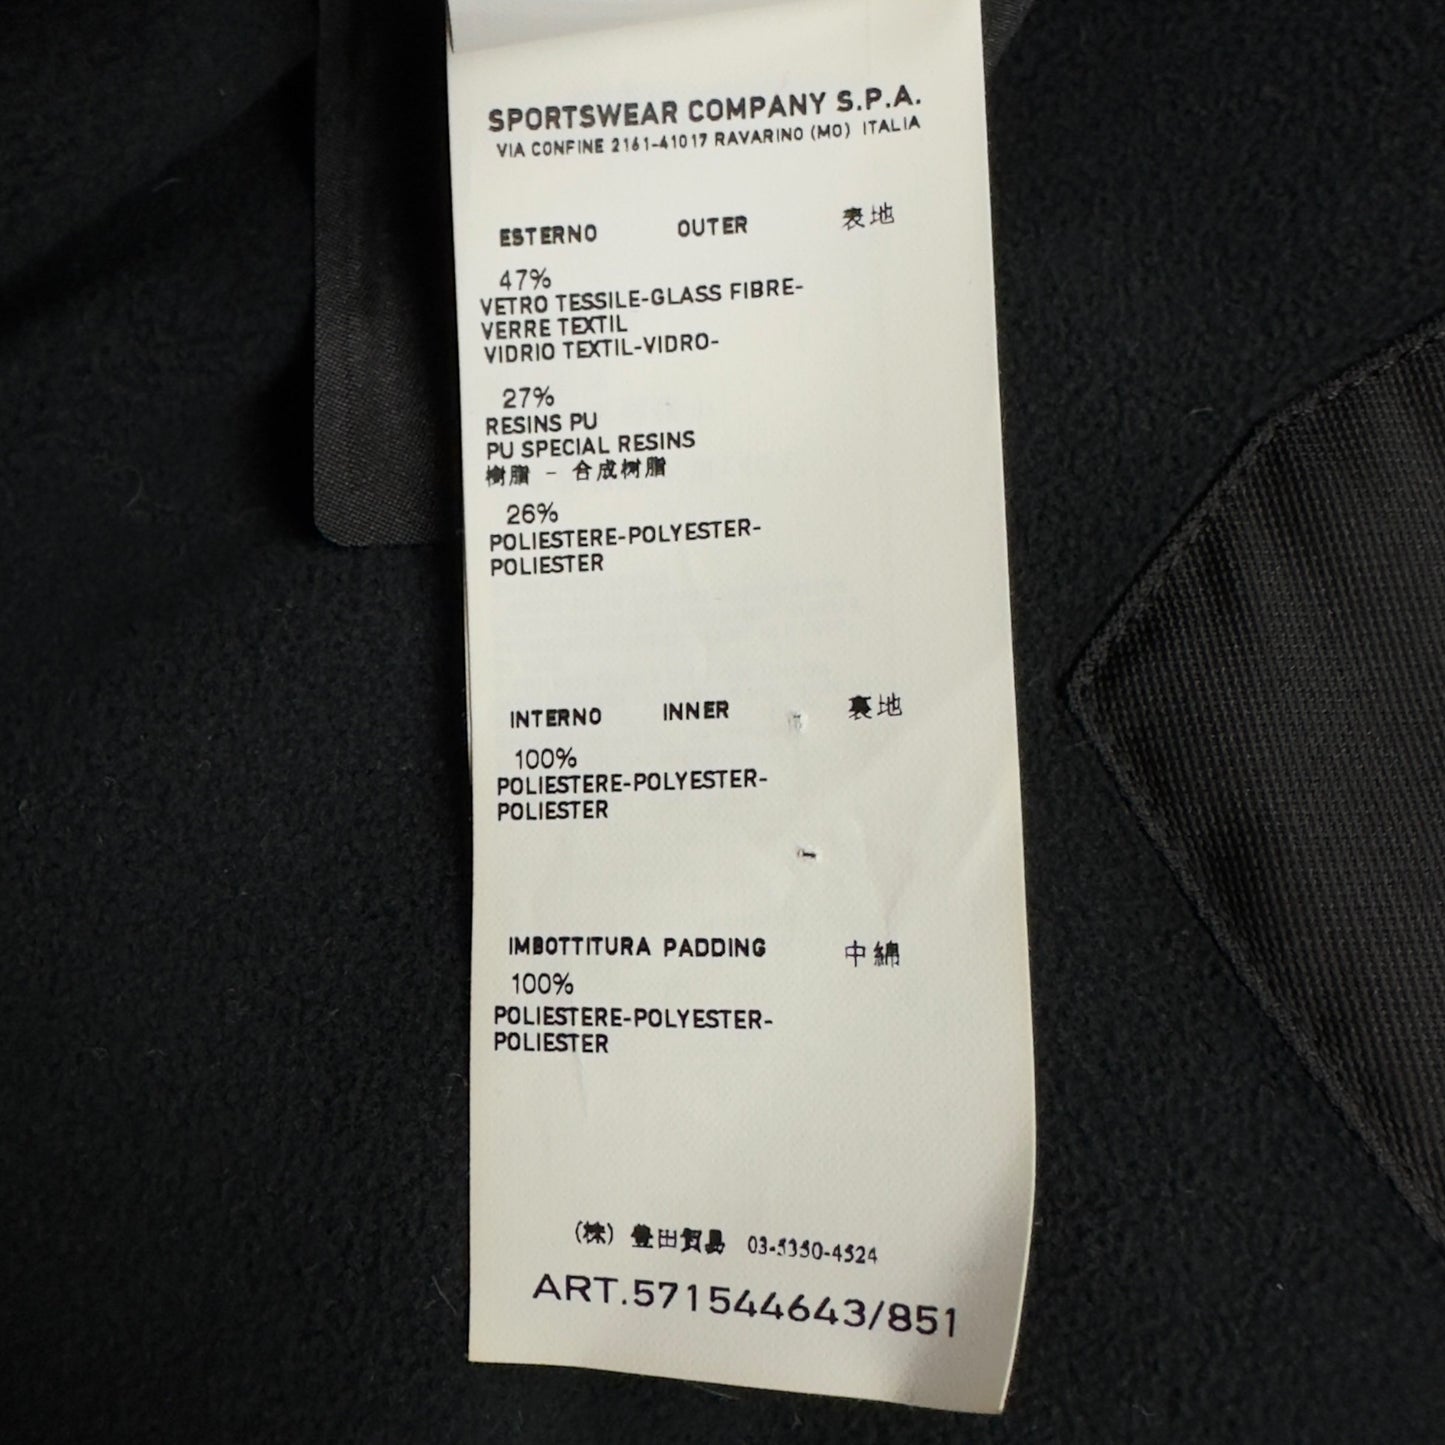 SPORTSWEAR COMPANY S.P.A.
VIA CONFINE 2161-41017 RAVARINO (MO) ITALIA
ESTERNO OUTER 表地
47%
VETRO TESSILE-GLASS FIBRE-
VERRE TEXTIL
VIDRIO TEXTIL-VIDRO-
27%
RESINS PU
PU SPECIAL RESINS
樹脂 - 合成树脂
26%
POLIESTERE-POLYESTER-
POLIESTER
INTERNO INNER 裏地
100%
POLIESTERE-POLYESTER-
POLIESTER
IMBOTTITURA PADDING 中綿
100%
POLIESTERE-POLYESTER-
POLIESTER
(株) 豊田貿易 03-5350-4524
ART.571544643/851